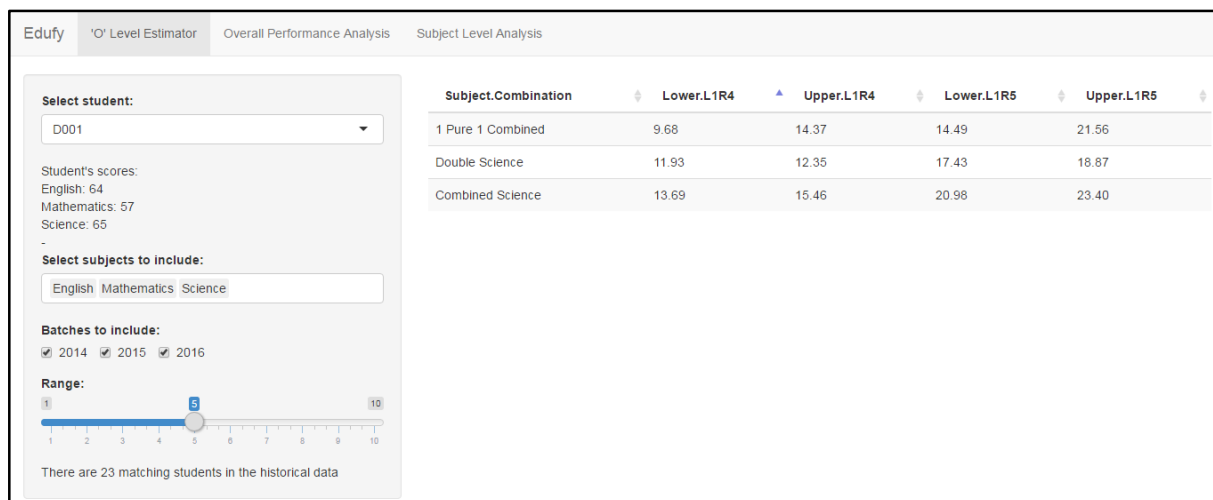 Edufy 'O' Level Estimator Overall Performance Analysis Subject Level Analysis
Select student:
D001
Student's scores:
English: 64
Mathematics: 57
Science: 65
-
Select subjects to include:
English Mathematics Science
Batches to include:
2014 2015 2016
Range:
1 5 10
1 2 3 4 5 6 7 8 9 10
There are 23 matching students in the historical data
Subject.Combination Lower.L1R4 Upper.L1R4 Lower.L1R5 Upper.L1R5
1 Pure 1 Combined 9.68 14.37 14.49 21.56
Double Science 11.93 12.35 17.43 18.87
Combined Science 13.69 15.46 20.98 23.40